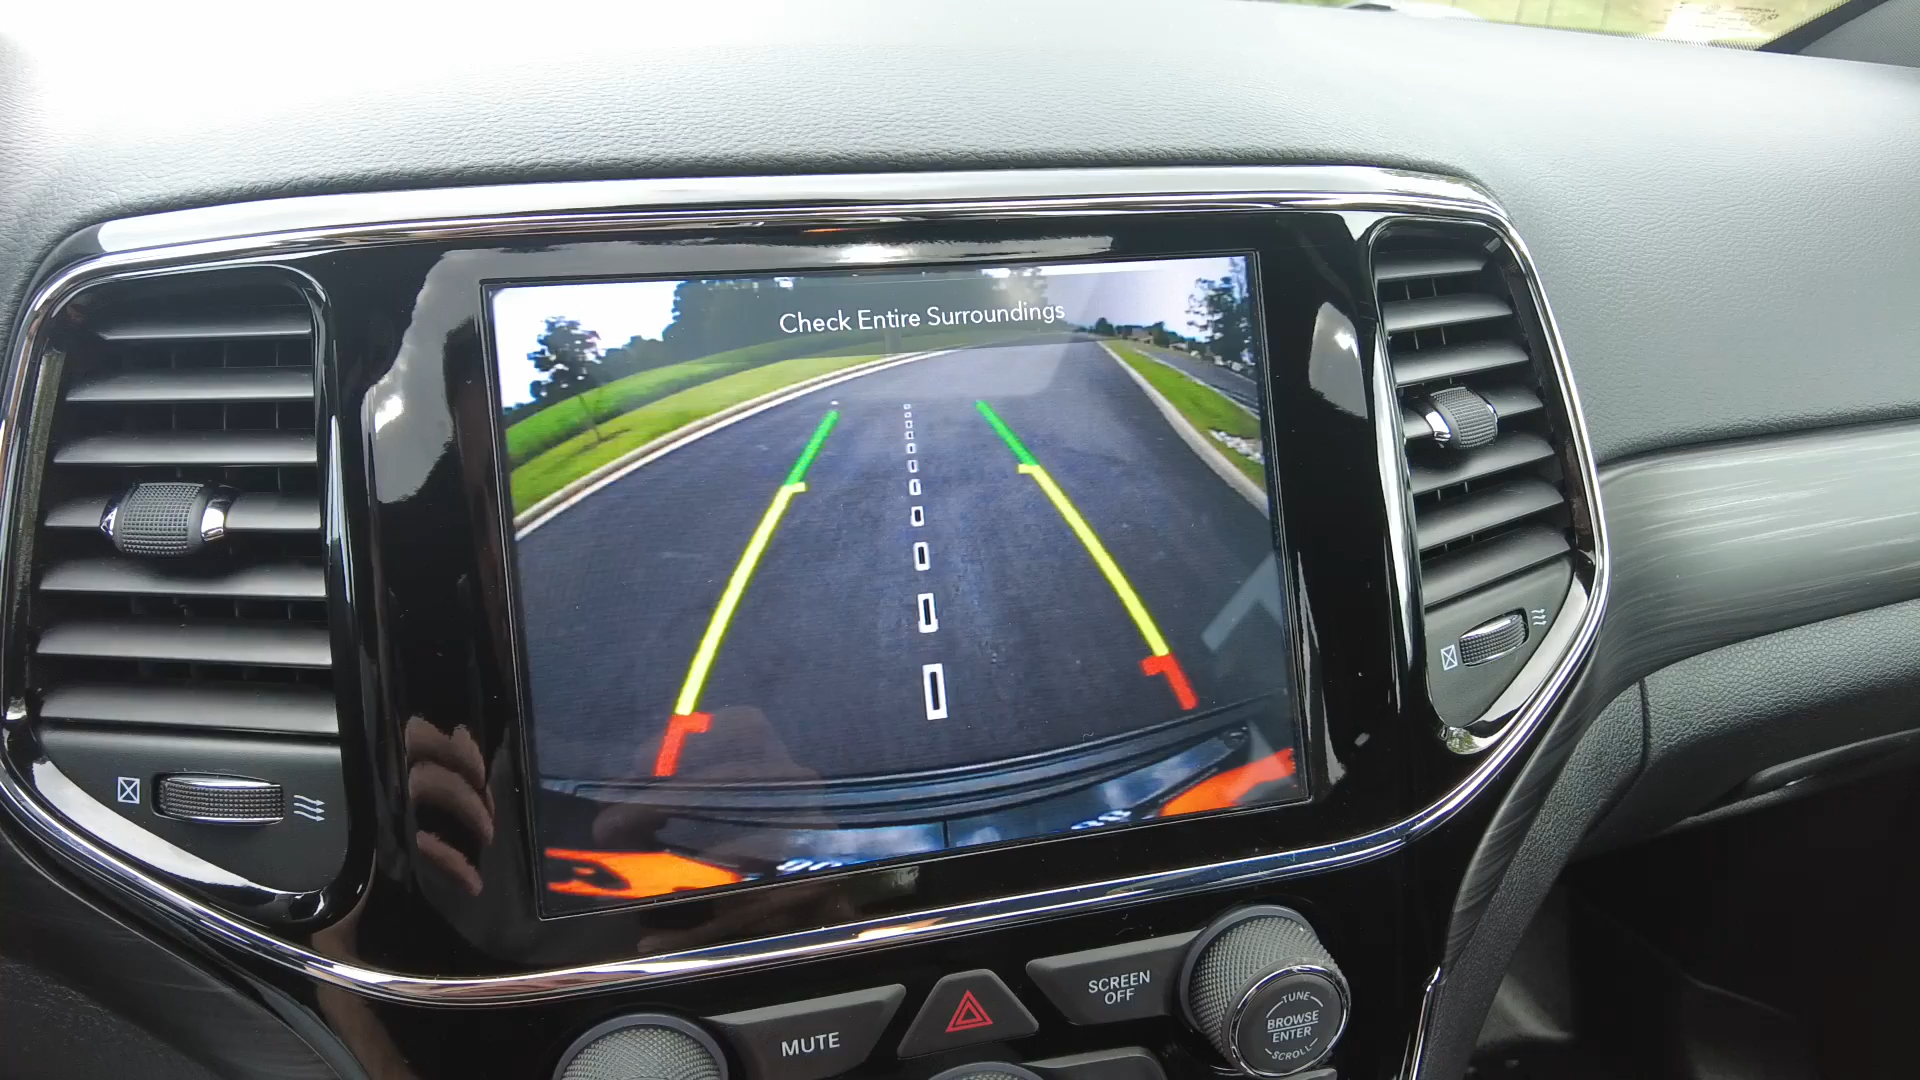 Check Entire Surroundings
SCREEN
OFF
MUTE
TUNE
BROWSE
ENTER
SCROLL